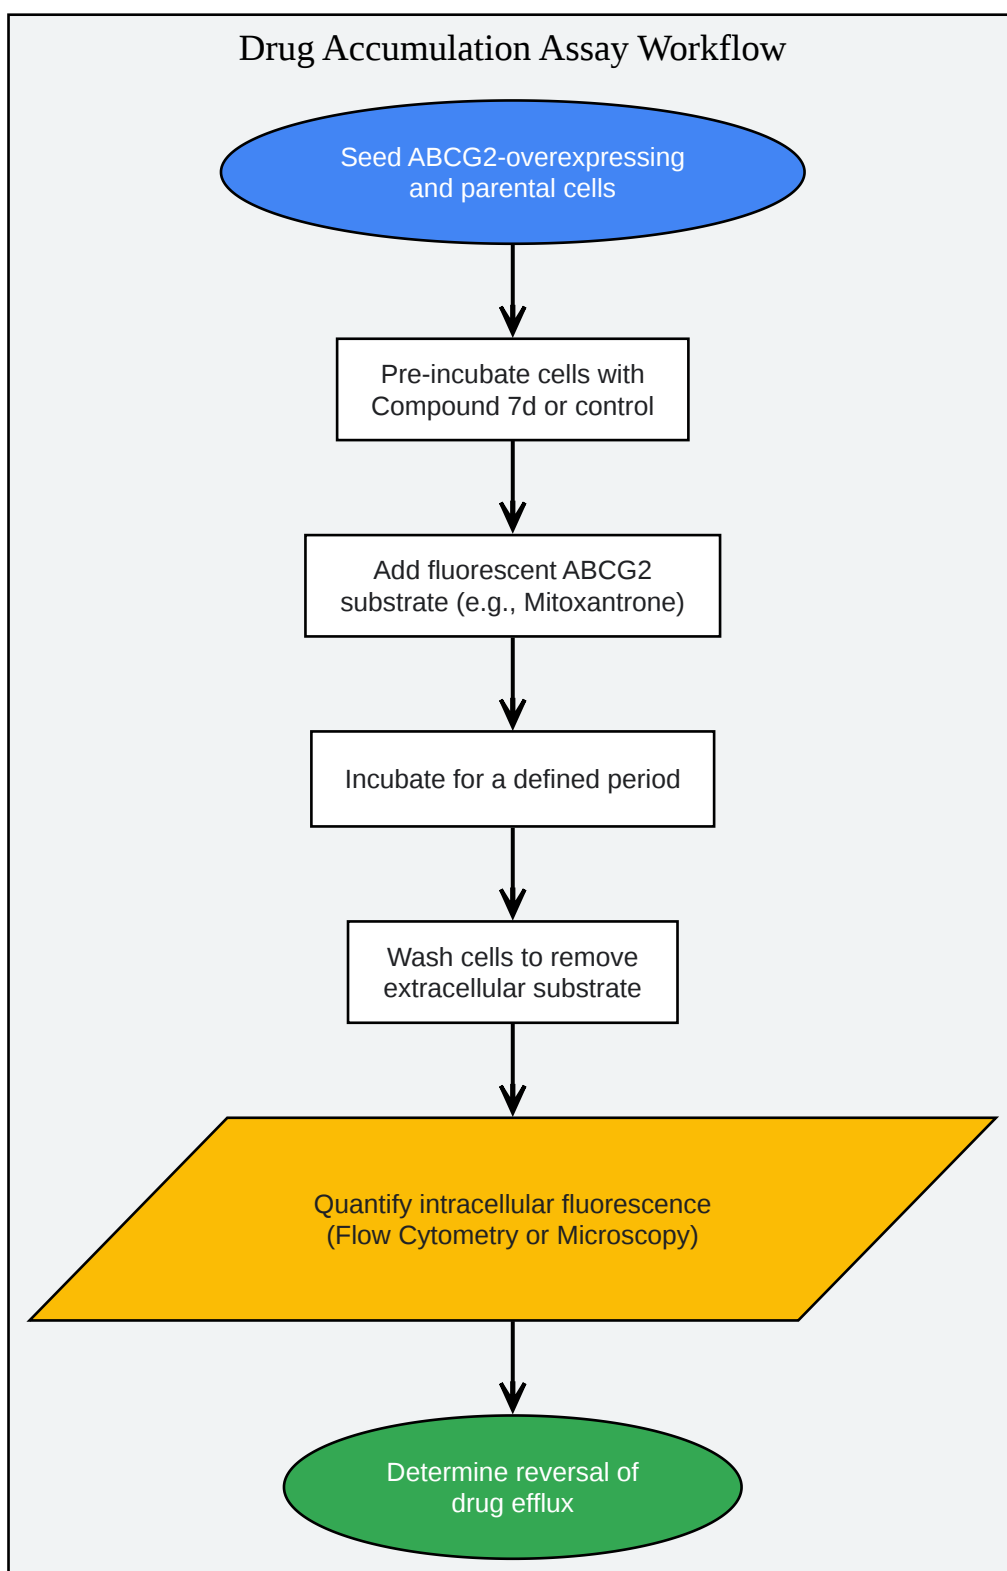 Drug Accumulation Assay Workflow
Seed ABCG2-overexpressing
and parental cells
Pre-incubate cells with
Compound 7d or control
Add fluorescent ABCG2
substrate (e.g., Mitoxantrone)
Incubate for a defined period
Wash cells to remove
extracellular substrate
Quantify intracellular fluorescence
(Flow Cytometry or Microscopy)
Determine reversal of
drug efflux